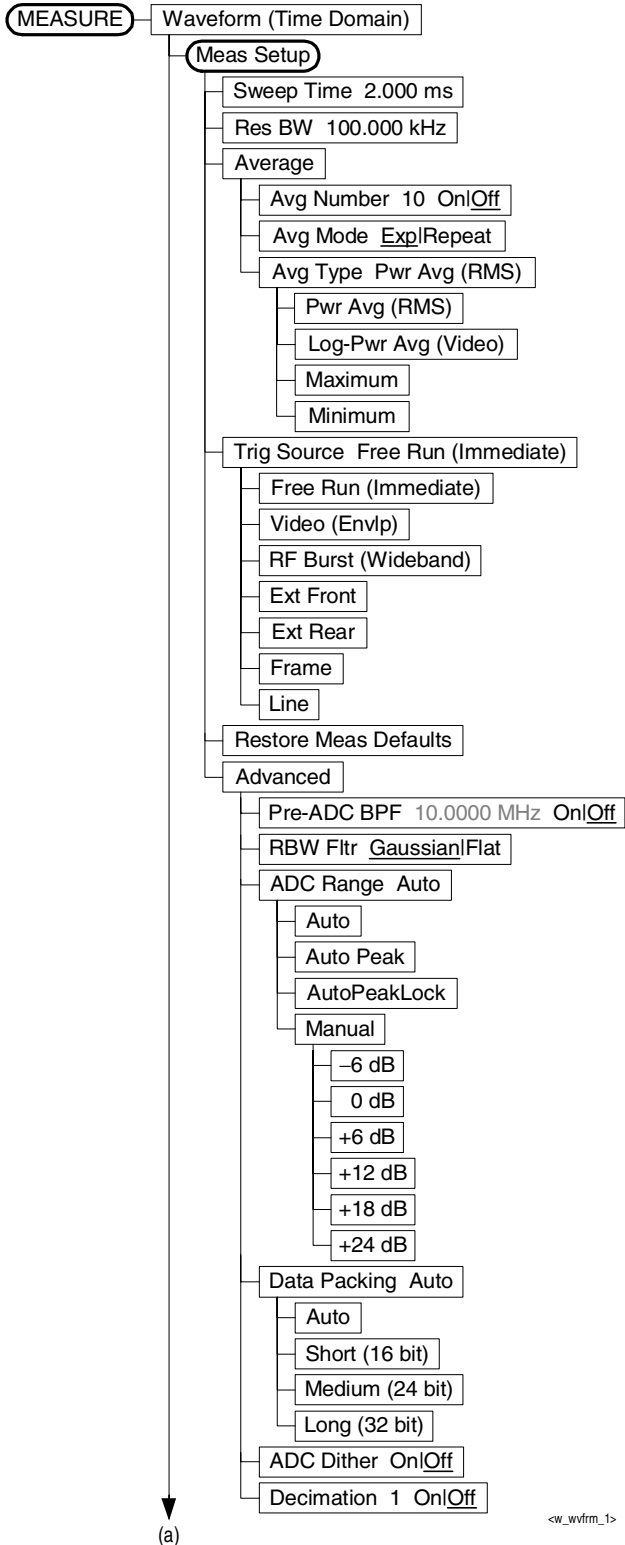 MEASURE Waveform (Time Domain)
Meas Setup
Sweep Time 2.000 ms
Res BW 100.000 kHz
Average
Avg Number 10 On|Off
Avg Mode Exp|Repeat
Avg Type Pwr Avg (RMS)
Pwr Avg (RMS)
Log-Pwr Avg (Video)
Maximum
Minimum
Trig Source Free Run (Immediate)
Free Run (Immediate)
Video (Envlp)
RF Burst (Wideband)
Ext Front
Ext Rear
Frame
Line
Restore Meas Defaults
Advanced
Pre-ADC BPF 10.0000 MHz On|Off
RBW Fltr Gaussian|Flat
ADC Range Auto
Auto
Auto Peak
AutoPeakLock
Manual
–6 dB
0 dB
+6 dB
+12 dB
+18 dB
+24 dB
Data Packing Auto
Auto
Short (16 bit)
Medium (24 bit)
Long (32 bit)
ADC Dither On|Off
Decimation 1 On|Off
<w_wvfrm_1>
(a)